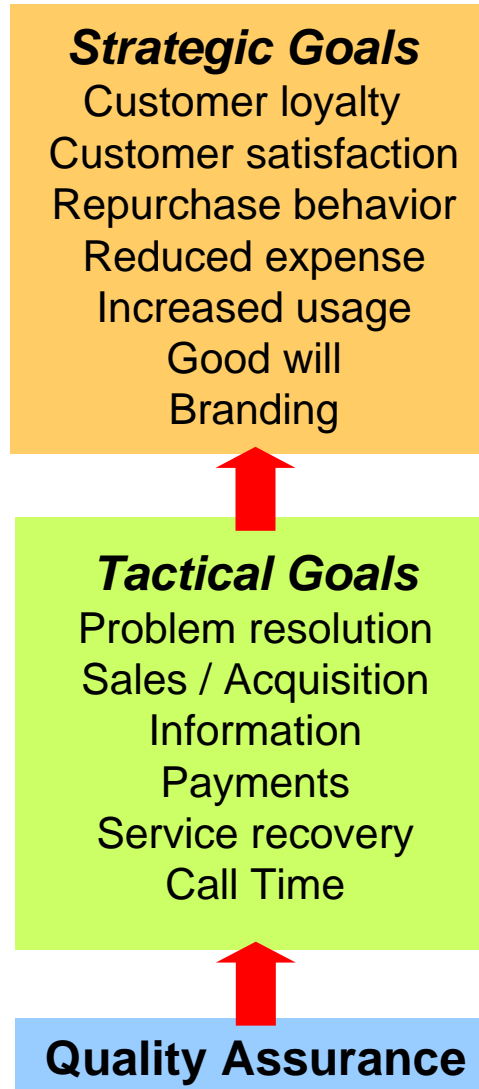 Strategic Goals
Customer loyalty
Customer satisfaction
Repurchase behavior
Reduced expense
Increased usage
Good will
Branding
Tactical Goals
Problem resolution
Sales / Acquisition
Information
Payments
Service recovery
Call Time
Quality Assurance